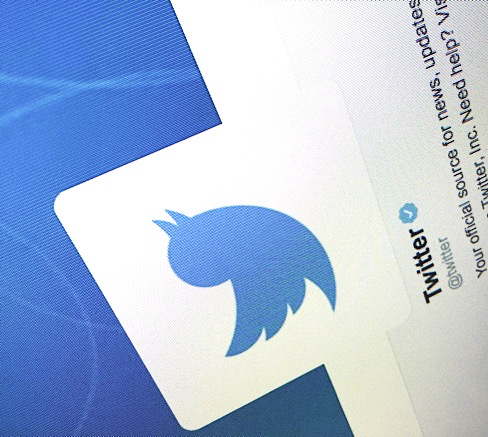 Twitter
@twitter
Your official source for news, updates
Twitter, Inc. Need help? Vis